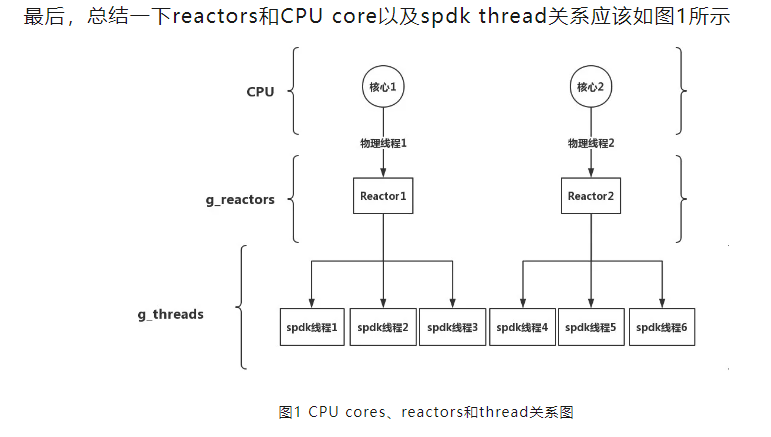 最后，总结一下reactors和CPU core以及spdk thread关系应该如图1所示
CPU
核心1
核心2
物理线程1
物理线程2
g_reactors
Reactor1
Reactor2
g_threads
spdk线程1
spdk线程2
spdk线程3
spdk线程4
spdk线程5
spdk线程6
图1 CPU cores、reactors和thread关系图